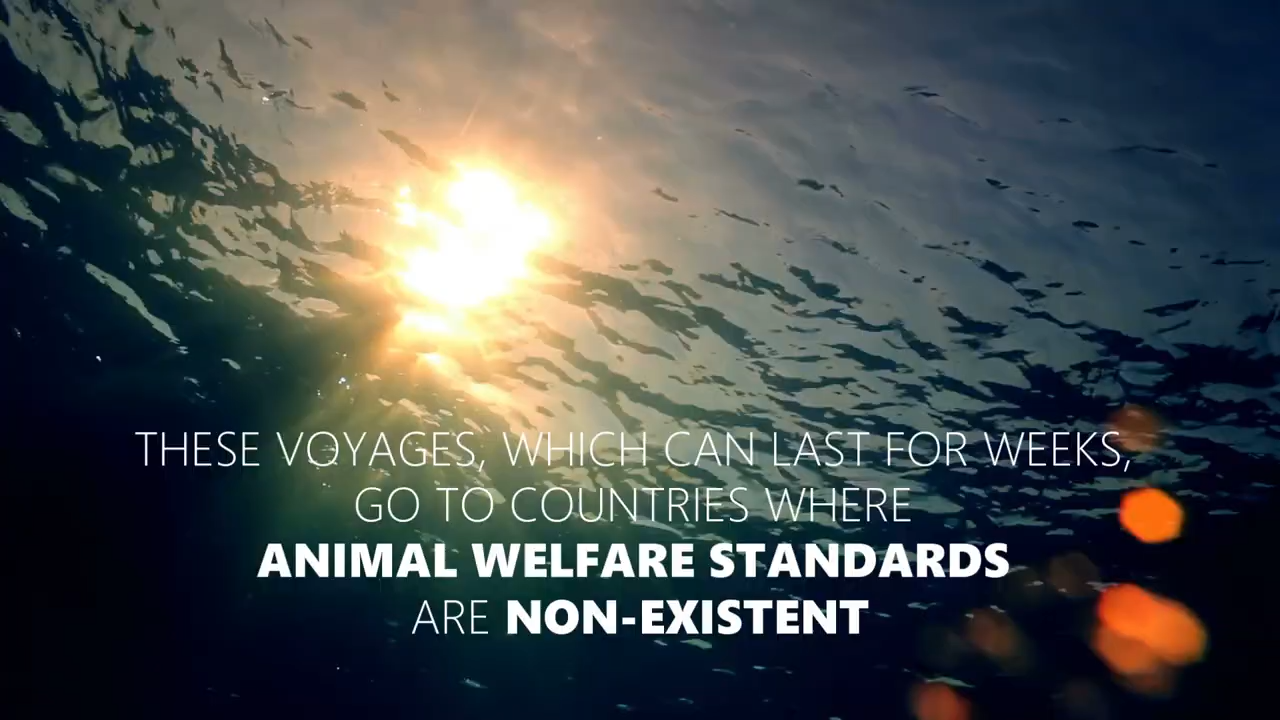 THESE VOYAGES, WHICH CAN LAST FOR WEEKS,
GO TO COUNTRIES WHERE
ANIMAL WELFARE STANDARDS
ARE NON-EXISTENT